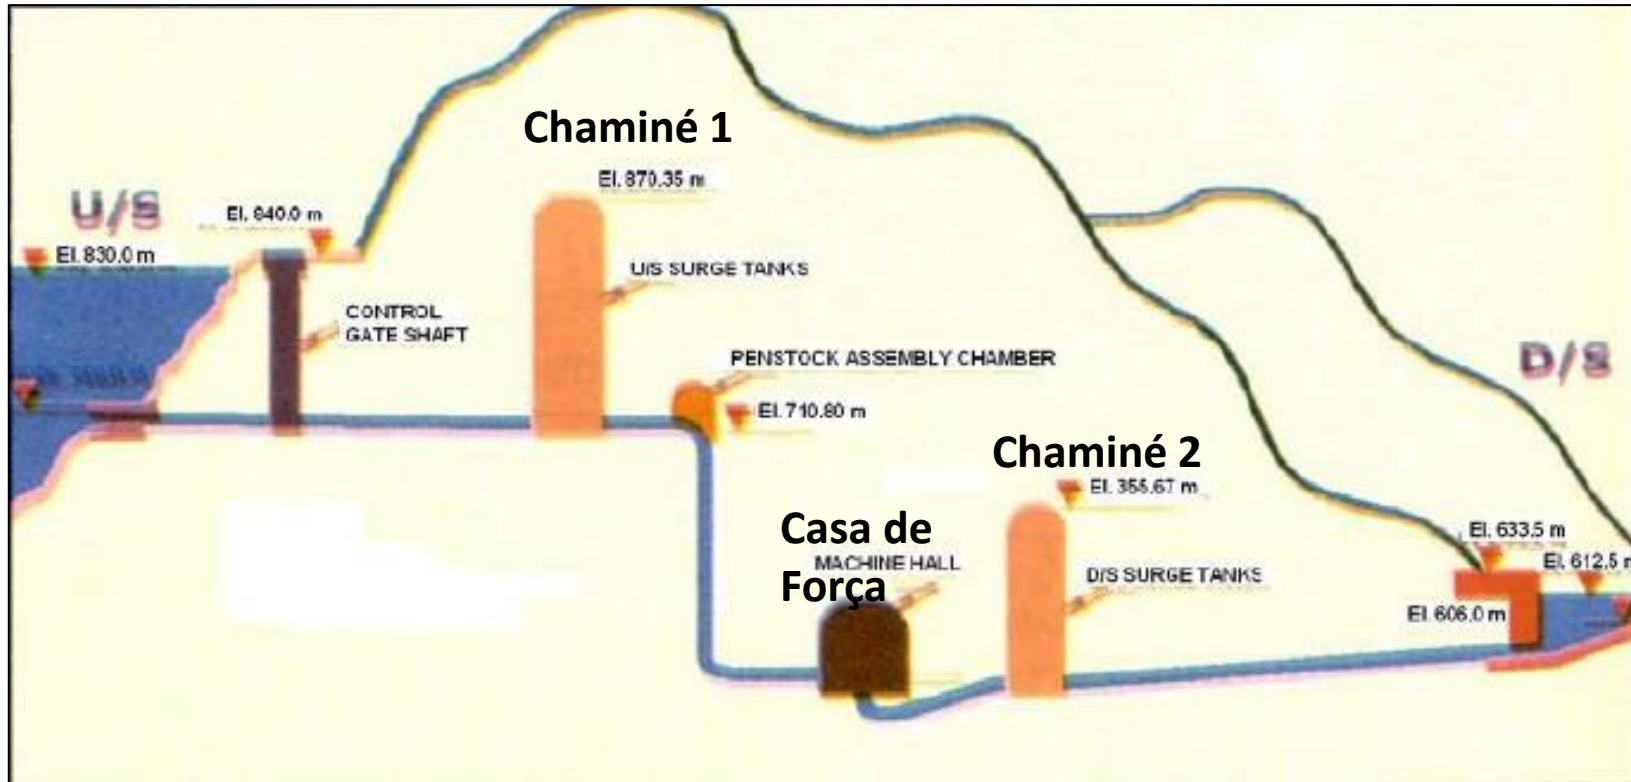 Chaminé 1
El. 870.35 m
U/S
El. 840.0 m
El. 830.0 m
U/S SURGE TANKS
CONTROL
GATE SHAFT
PENSTOCK ASSEMBLY CHAMBER
D/S
El. 710.80 m
Chaminé 2
El. 355.67 m
Casa de
Força
MACHINE HALL
El. 633.5 m
El. 612.5
D/S SURGE TANKS
El. 606.0 m